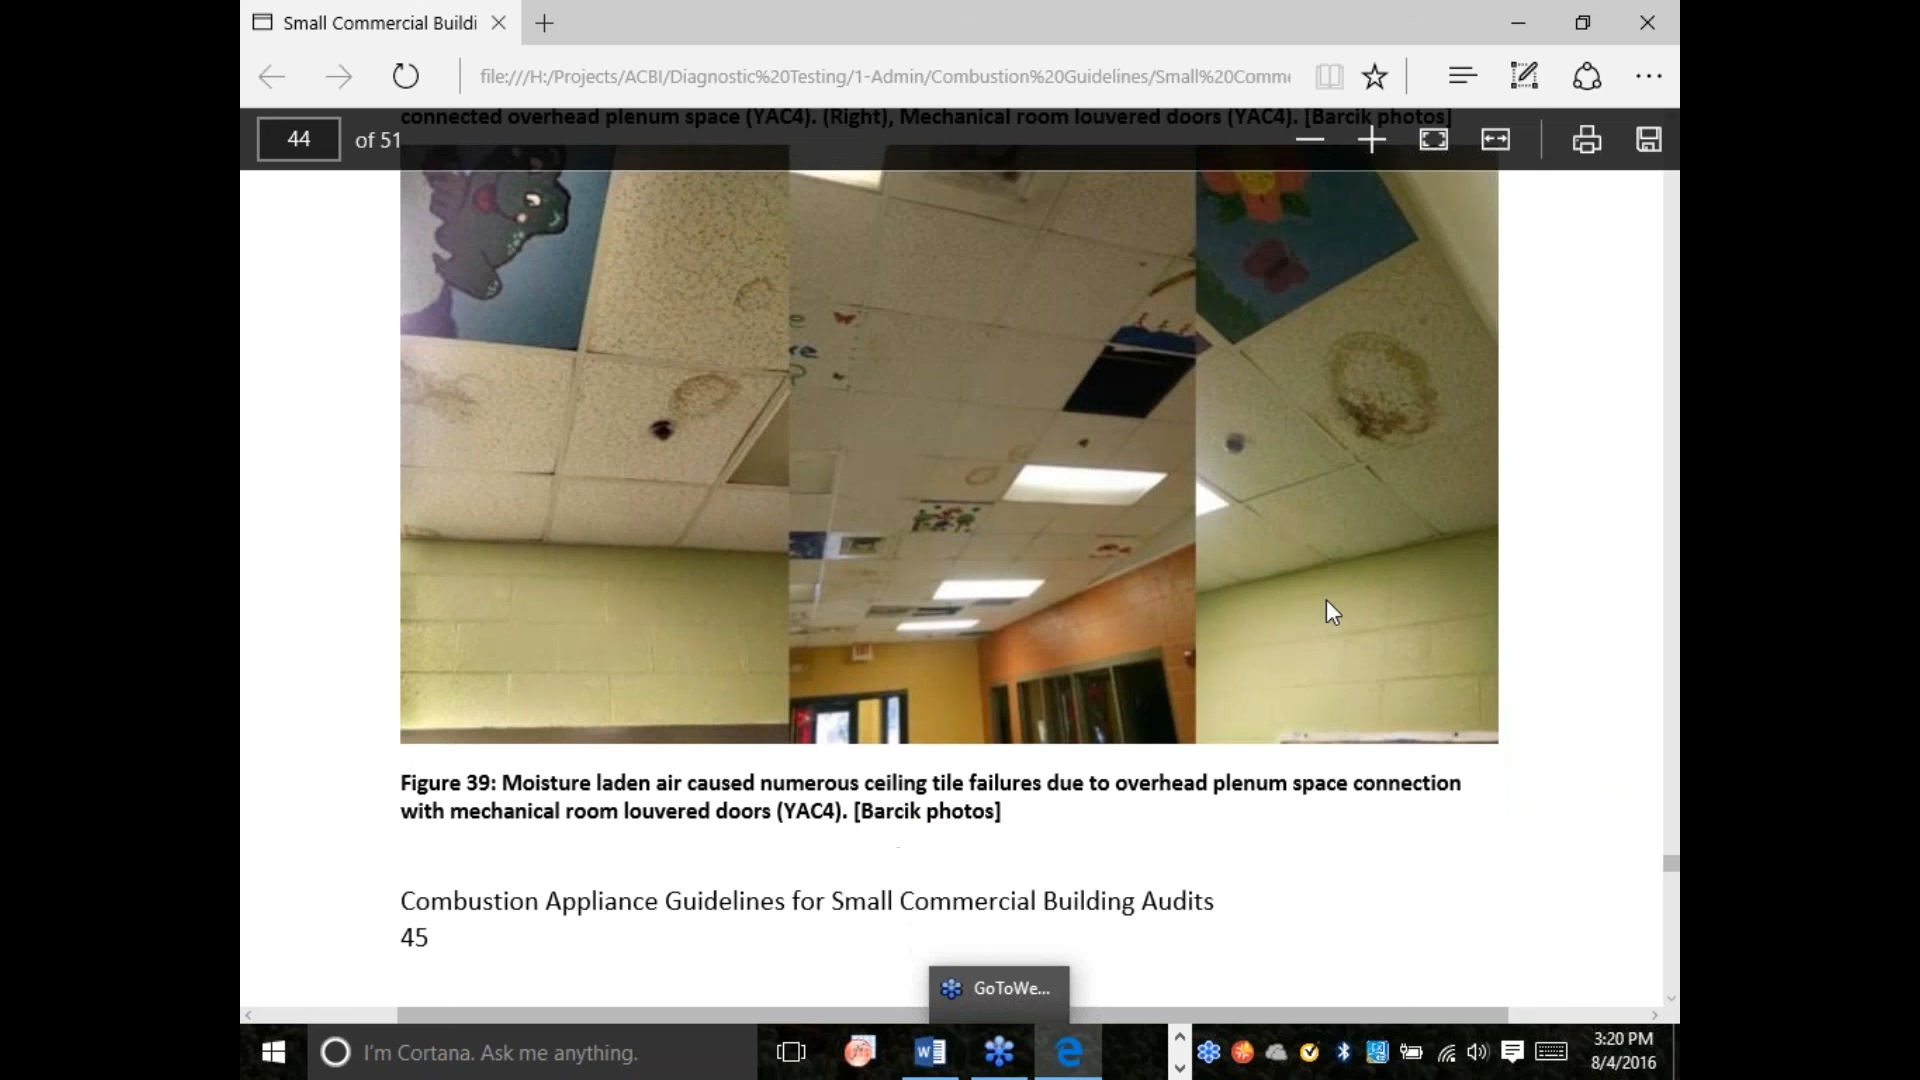 Small Commercial Buildi
file:///H:/Projects/ACBI/Diagnostic%20Testing/1-Admin/Combustion%20Guidelines/Small%20Comme
connected overhead plenum space (YAC4). (Right), Mechanical room louvered doors (YAC4). [Barcik photos]
44 of 51
Figure 39: Moisture laden air caused numerous ceiling tile failures due to overhead plenum space connection
with mechanical room louvered doors (YAC4). [Barcik photos]
Combustion Appliance Guidelines for Small Commercial Building Audits
45
GoToWe...
I'm Cortana. Ask me anything.
3:20 PM
8/4/2016